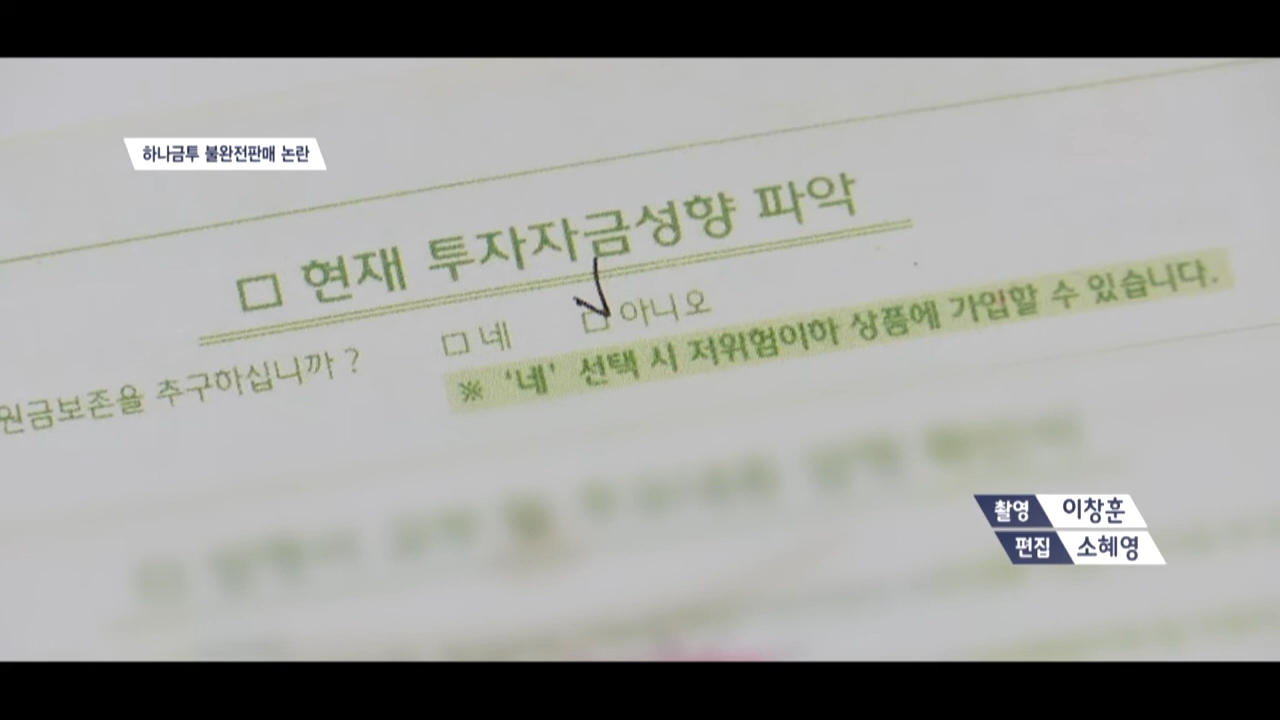 하나금투 불완전판매 논란
□ 현재 투자자금성향 파악
원금보존을 추구하십니까 ? □ 네 □ 아니오
※ '네' 선택 시 저위험이하 상품에 가입할 수 있습니다.
촬영 이창훈
편집 소혜영